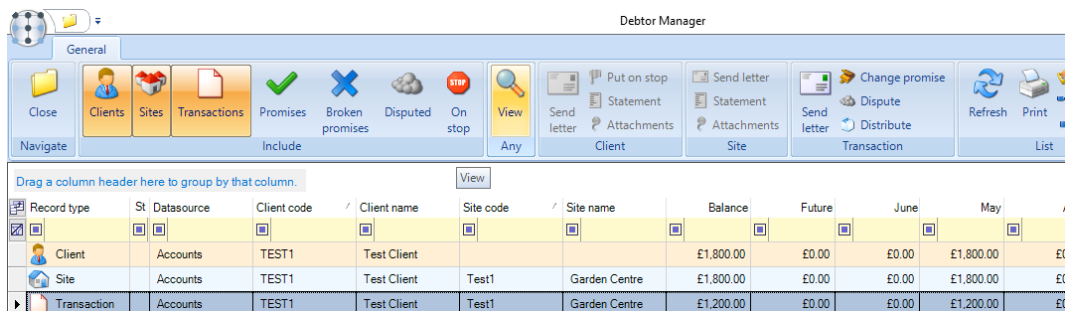 Debtor Manager
General
Close Clients Sites Transactions Promises Broken promises Disputed STOP On stop View Send letter Put on stop Statement Attachments Send letter Statement Attachments Send letter Change promise Dispute Distribute Refresh Print
Navigate Include Any Client Site Transaction List
Drag a column header here to group by that column. View
Record type St Datasource Client code Client name Site code Site name Balance Future June May
Client Accounts TEST1 Test Client £1,800.00 £0.00 £0.00 £1,800.00
Site Accounts TEST1 Test Client Test1 Garden Centre £1,800.00 £0.00 £0.00 £1,800.00
Transaction Accounts TEST1 Test Client Test1 Garden Centre £1,200.00 £0.00 £0.00 £1,200.00